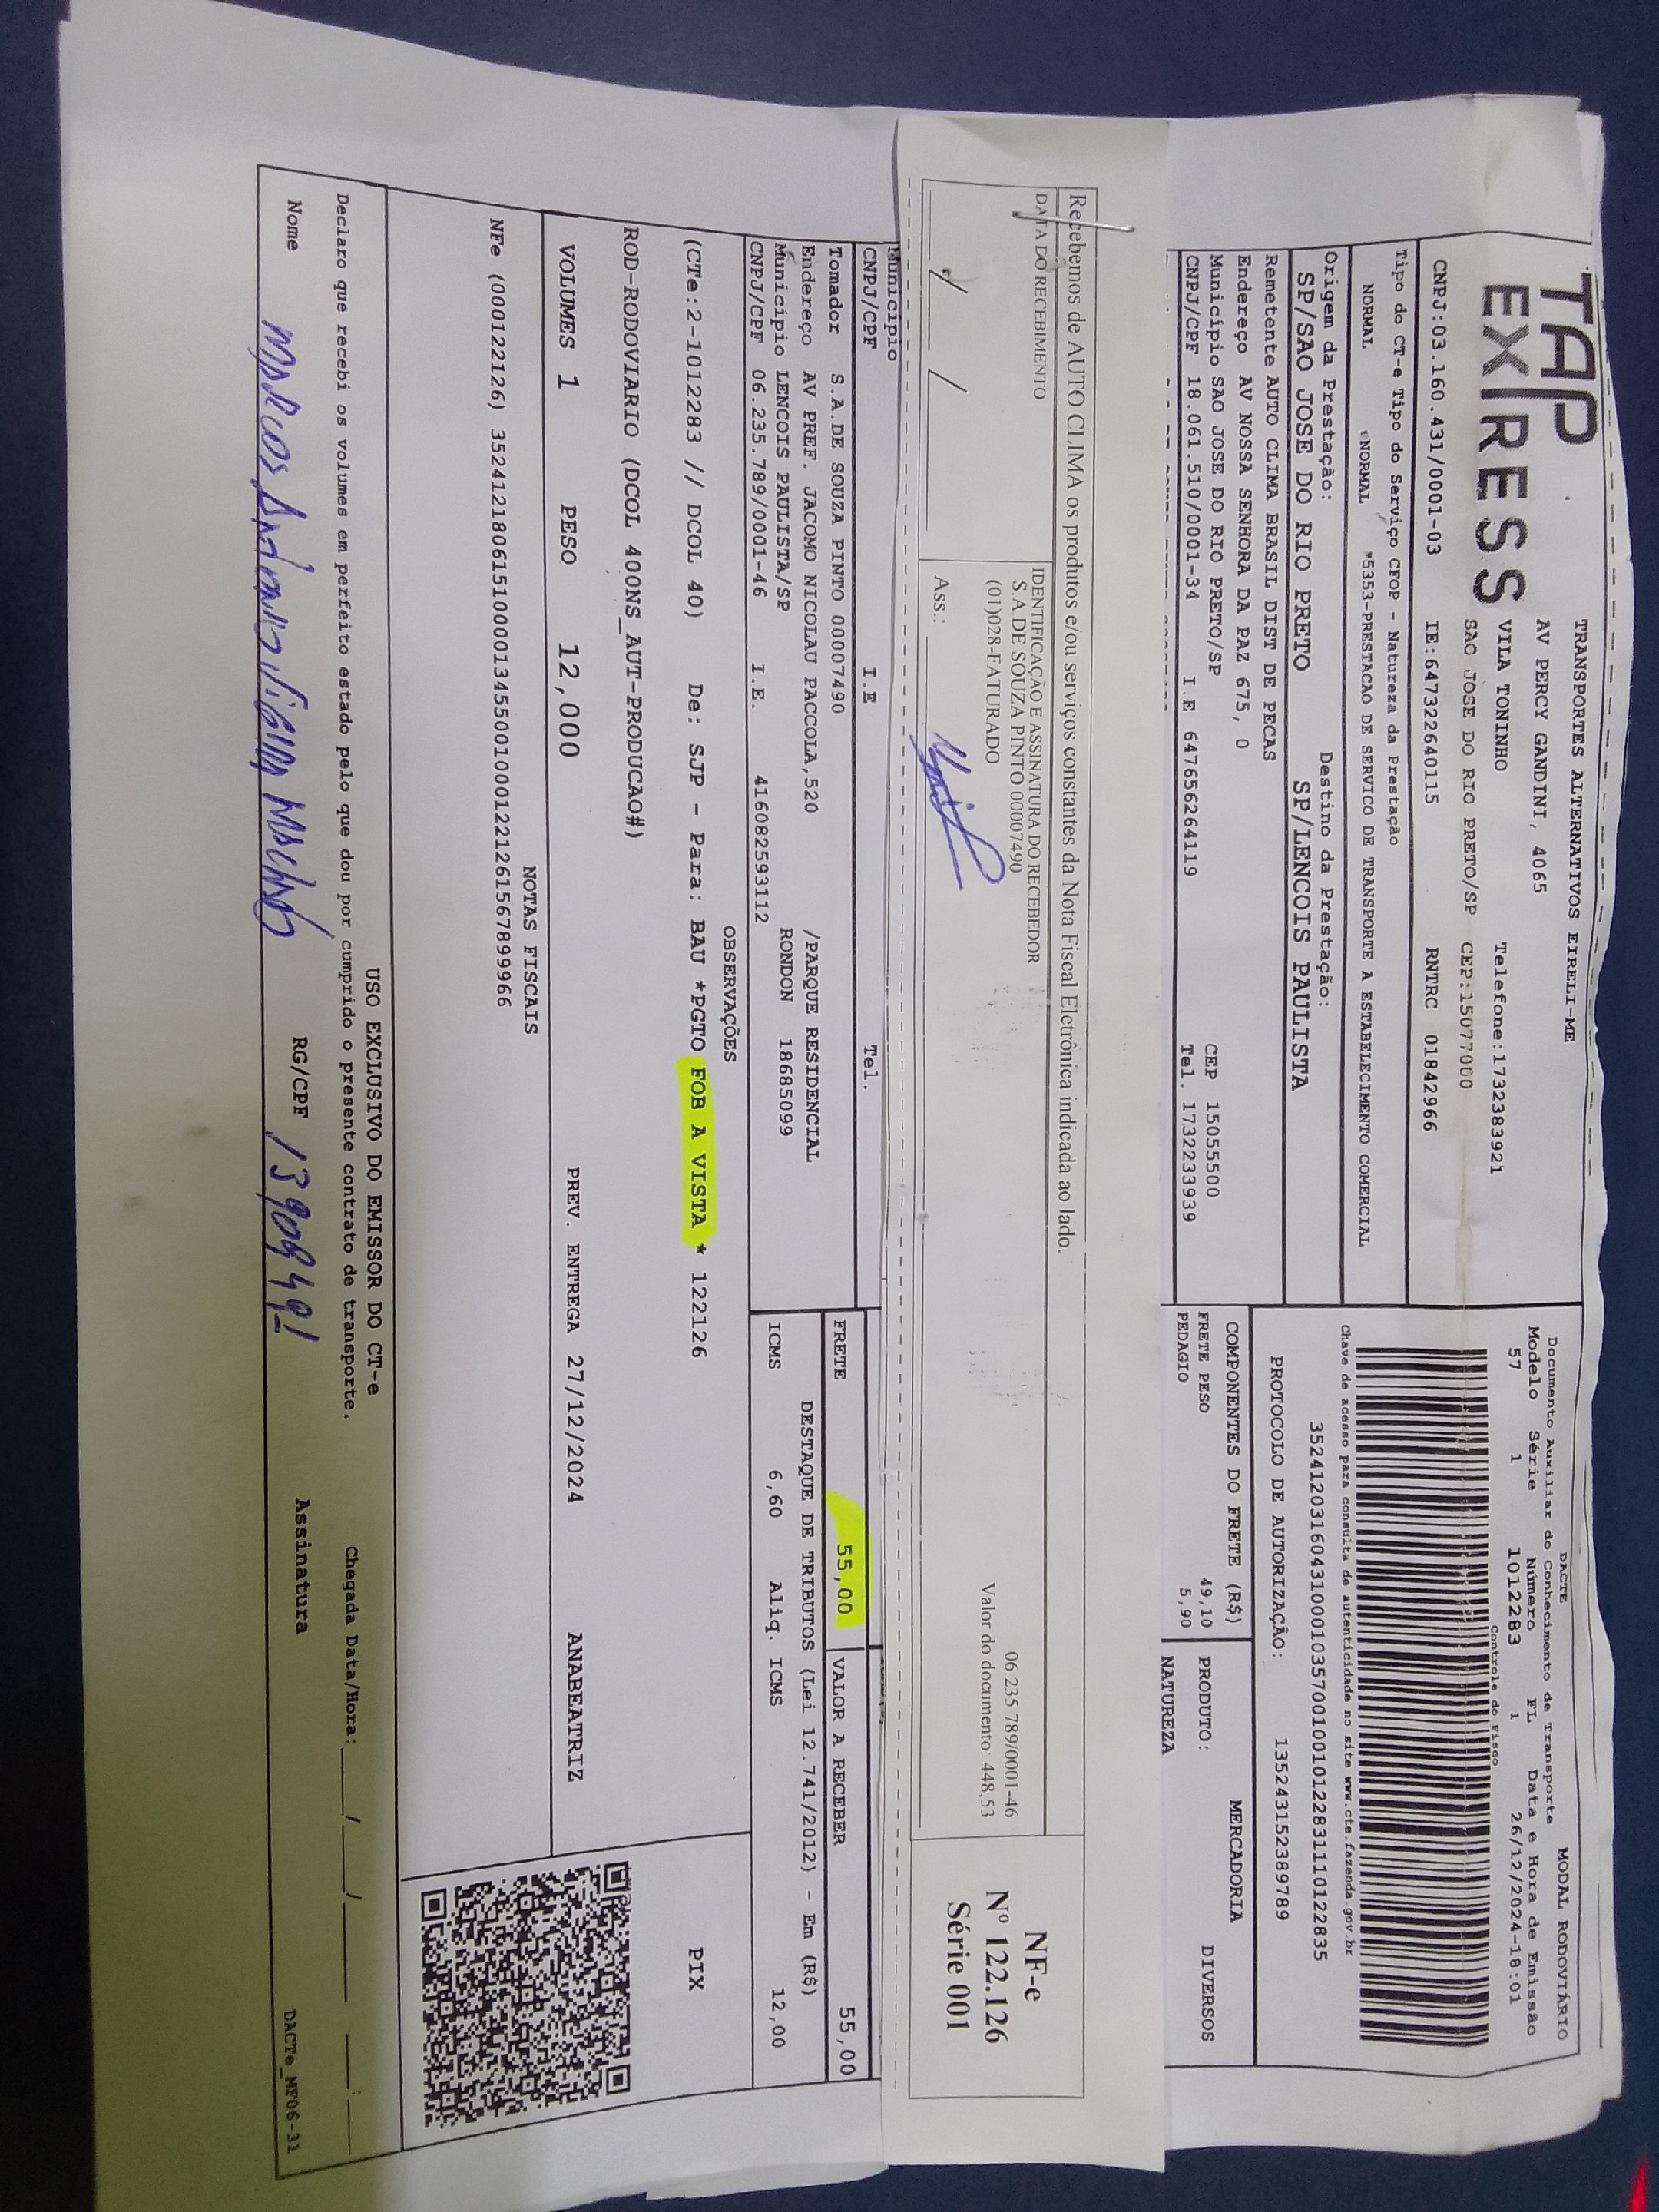 TAP
EXPRESS
TRANSPORTES ALTERNATIVOS EIRELI-ME
AV PERCY GANDINI, 4065
VILA TONINHO Telefone:1732383921
SAO JOSE DO RIO PRETO/SP CEP:15077000
CNPJ:03.160.431/0001-03 IE:647322640115 RNTRC 01842966
DACTE MODAL RODOVIÁRIO
Documento Auxiliar do Conhecimento de Transporte
Modelo Série Número FL Data e Hora de Emissão
57 1 1012283 1 26/12/2024-18:01
Controle do Fisco
Tipo do CT-e Tipo do Serviço CFOP - Natureza da Prestação
NORMAL NORMAL *5353-PRESTACAO DE SERVICO DE TRANSPORTE A ESTABELECIMENTO COMERCIAL
Chave de acesso para consulta de autenticidade no site www.cte.fazenda.gov.br
35241203160431000103570010010122831110122835
Origem da Prestação: Destino da Prestação:
SP/SAO JOSE DO RIO PRETO SP/LENCOIS PAULISTA
PROTOCOLO DE AUTORIZAÇÃO: 135243152389789
Remetente AUTO CLIMA BRASIL DIST DE PECAS
Endereço AV NOSSA SENHORA DA PAZ 675, 0
Município SAO JOSE DO RIO PRETO/SP CEP 15055500
CNPJ/CPF 18.061.510/0001-34 I.E 647656264119 Tel. 1732233939
COMPONENTES DO FRETE (R$) MERCADORIA
FRETE PESO 49,10 PRODUTO: DIVERSOS
PEDAGIO 5,90 NATUREZA
Recebemos de AUTO CLIMA os produtos e/ou serviços constantes da Nota Fiscal Eletrônica indicada ao lado.
DATA DO RECEBIMENTO IDENTIFICAÇÃO E ASSINATURA DO RECEBEDOR
S.A.DE SOUZA PINTO 00007490 06.235.789/0001-46
(01)028-FATURADO Valor do documento: 448,53
/ / Ass.:
NF-e
Nº 122.126
Série 001
Município
CNPJ/CPF I.E Tel.
Tomador S.A.DE SOUZA PINTO 00007490
Endereço AV PREF. JACOMO NICOLAU PACCOLA,520 /PARQUE RESIDENCIAL
Município LENCOIS PAULISTA/SP RONDON 18685099
CNPJ/CPF 06.235.789/0001-46 I.E. 416082593112
FRETE 55,00 VALOR A RECEBER 55,00
DESTAQUE DE TRIBUTOS (Lei 12.741/2012) - Em (R$)
ICMS 6,60 Aliq. ICMS 12,00
OBSERVAÇÕES
(CTe:2-1012283 // DCOL 40) De: SJP - Para: BAU *PGTO FOB A VISTA * 122126
PIX
ROD-RODOVIARIO (DCOL 400NS_AUT-PRODUCAO#)
VOLUMES 1 PESO 12,000 PREV. ENTREGA 27/12/2024 ANABEATRIZ
NOTAS FISCAIS
NFe (000122126) 35241218061510000134550010001221261567899966
USO EXCLUSIVO DO EMISSOR DO CT-e
Declaro que recebi os volumes em perfeito estado pelo que dou por cumprido o presente contrato de transporte. Chegada Data/Hora:____/____/______ ____:____
Nome Marcos RG/CPF 13909491 Assinatura
DACTe_MF06-31